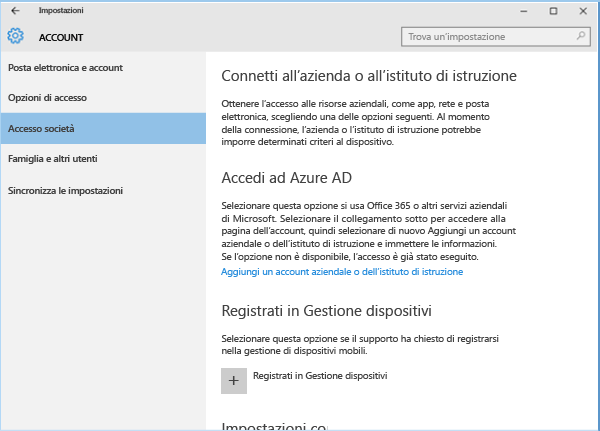 Impostazioni
ACCOUNT
Trova un'impostazione
Posta elettronica e account
Opzioni di accesso
Accesso società
Famiglia e altri utenti
Sincronizza le impostazioni
Connetti all'azienda o all'istituto di istruzione
Ottenere l'accesso alle risorse aziendali, come app, rete e posta
elettronica, scegliendo una delle opzioni seguenti. Al momento
della connessione, l'azienda o l'istituto di istruzione potrebbe
imporre determinati criteri al dispositivo.
Accedi ad Azure AD
Selezionare questa opzione si usa Office 365 o altri servizi aziendali
di Microsoft. Selezionare il collegamento sotto per accedere alla
pagina dell'account, quindi selezionare di nuovo Aggiungi un account
aziendale o dell'istituto di istruzione e immettere le informazioni.
Se l'opzione non è disponibile, l'accesso è già stato eseguito.
Aggiungi un account aziendale o dell'istituto di istruzione
Registrati in Gestione dispositivi
Selezionare questa opzione se il supporto ha chiesto di registrarsi
nella gestione di dispositivi mobili.
Registrati in Gestione dispositivi
Impostazioni co